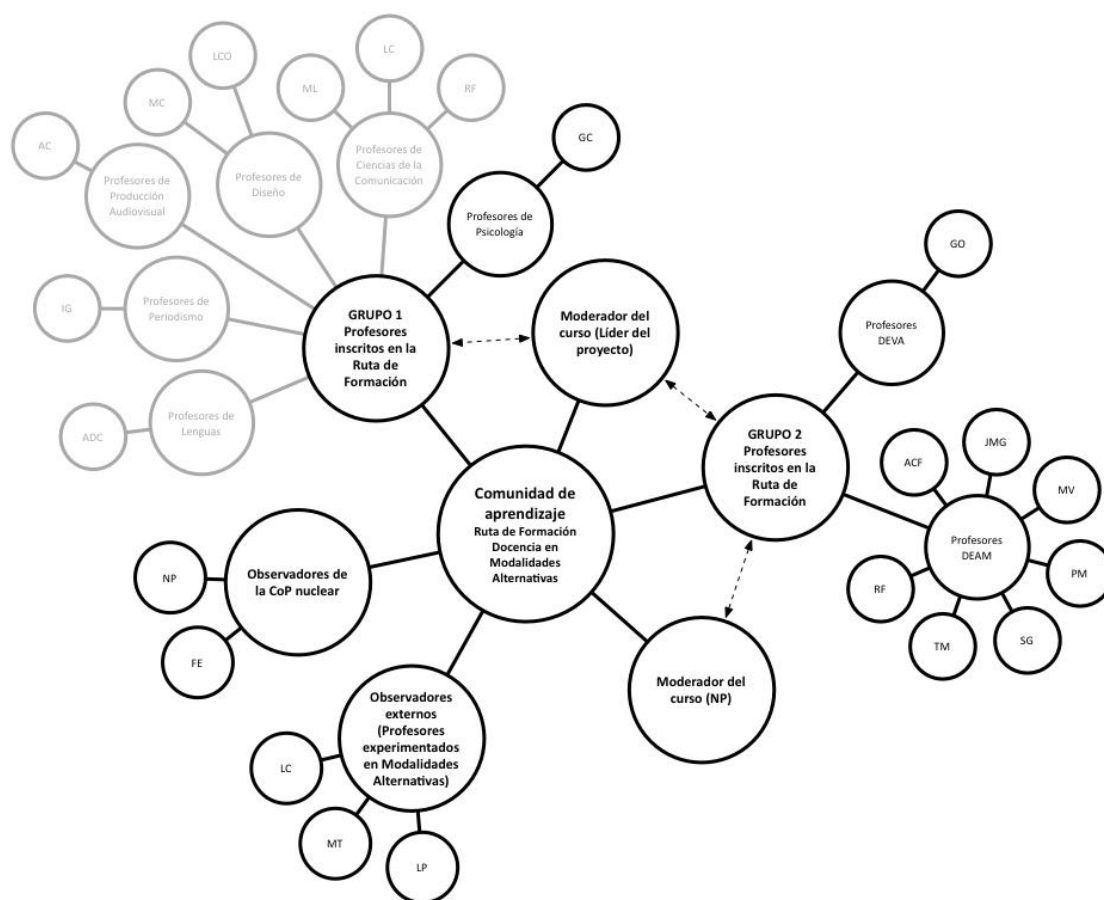 LCO
LC
ML
RF
MC
AC
GC
Profesores de
Ciencias de la
Comunicación
Profesores de
Diseño
Profesores de
Producción
Audiovisual
Profesores de
Psicología
GO
IG
Profesores de
Periodismo
GRUPO 1
Profesores
inscritos en la
Ruta de
Formación
Moderador del
curso (Líder del
proyecto)
Profesores
DEVA
ADC
Profesores de
Lenguas
GRUPO 2
Profesores
inscritos en la
Ruta de
Formación
JMG
ACF
MV
Comunidad de
aprendizaje
Ruta de Formación
Docencia en
Modalidades
Alternativas
Profesores
DEAM
PM
RF
TM
SG
NP
Observadores de
la CoP nuclear
FE
Moderador del
curso (NP)
Observadores
externos
(Profesores
experimentados
en Modalidades
Alternativas)
LC
MT
LP